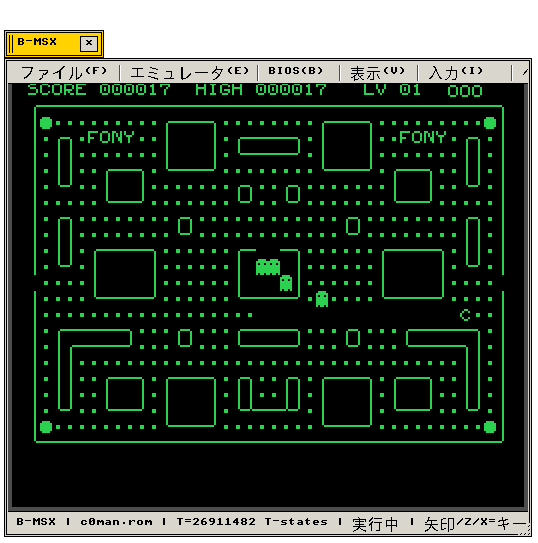 B-MSX
ファイル(F) エミュレータ(E) BIOS(B) 表示(V) 入力(I)
SCORE 000017 HIGH 000017 LV 01
FONY FONY
B-MSX | c0man.rom | T=26911482 T-states | 実行中 | 矢印/Z/X=キー